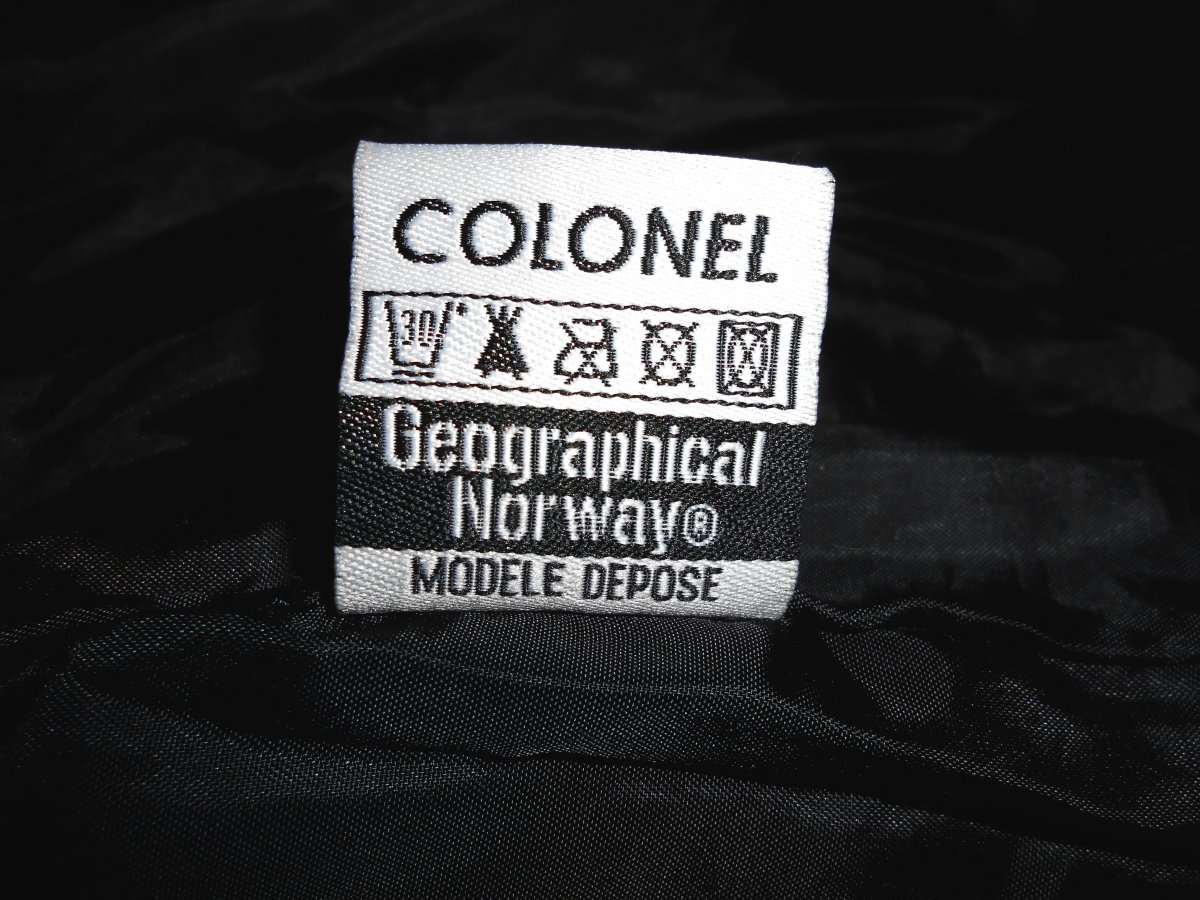 COLONEL
30°
Geographical
Norway®
MODELE DEPOSE